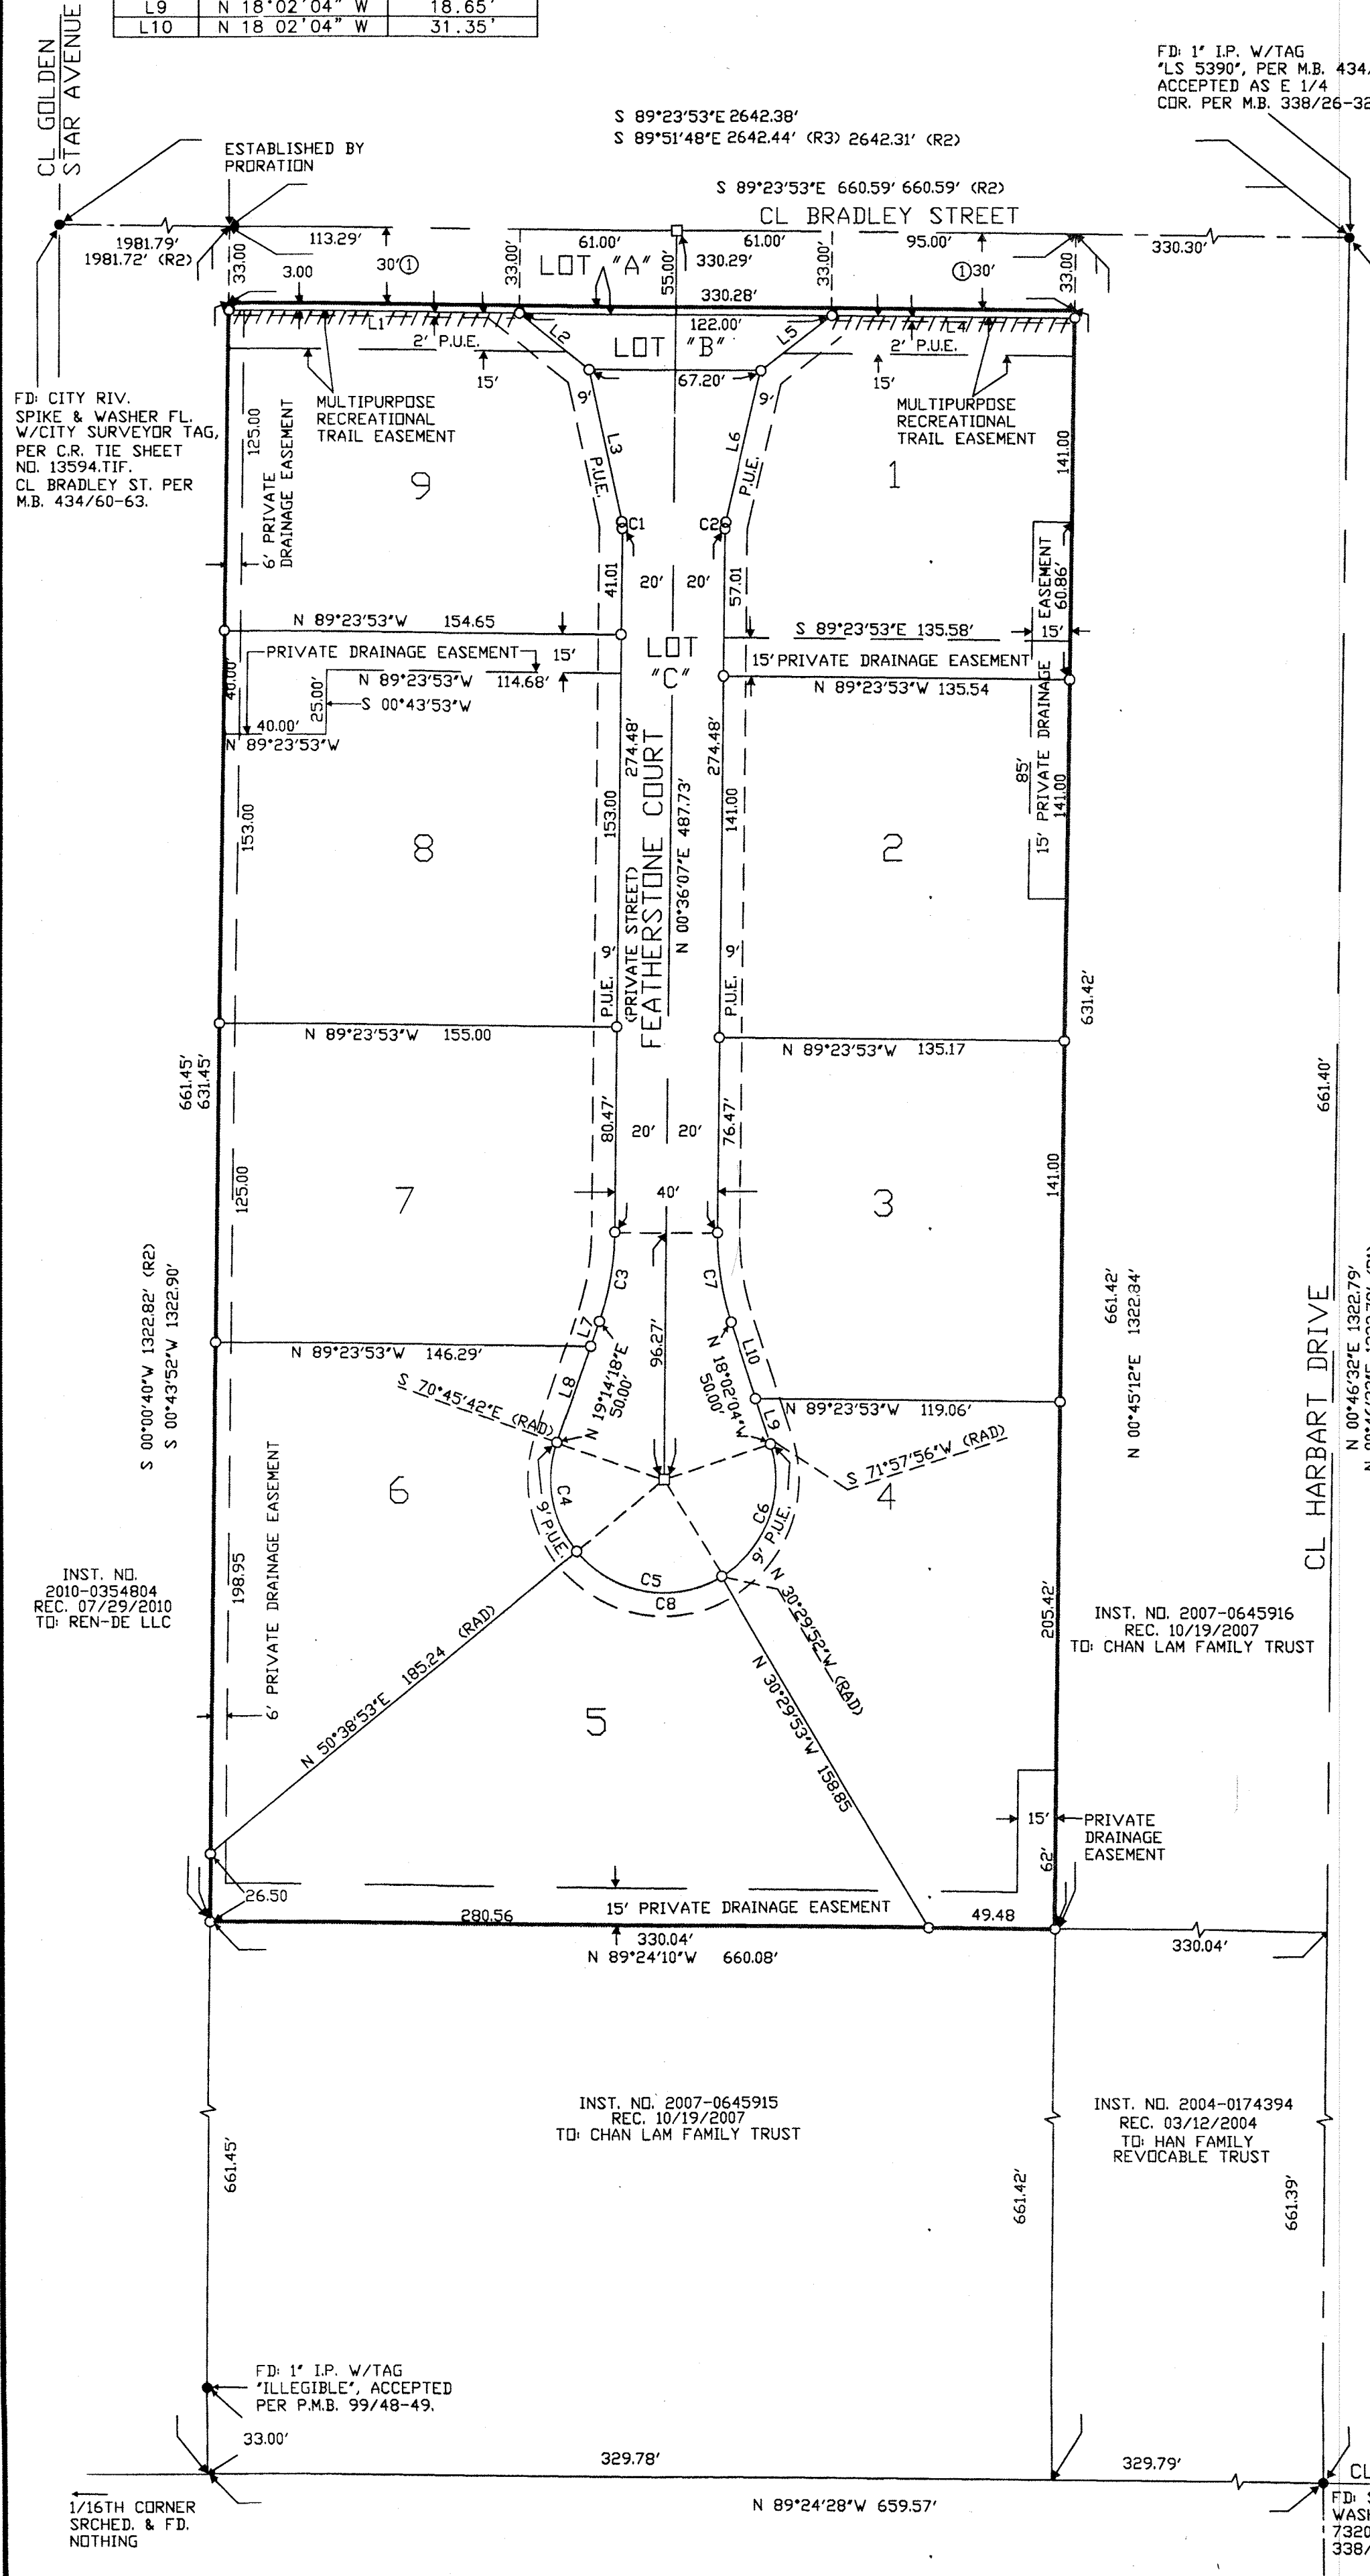 L9 N 18°02'04" W 18.65'
L10 N 18 02'04" W 31.35'
CL GOLDEN
STAR AVENUE
FD: 1" I.P. W/TAG
"LS 5390", PER M.B. 434/
ACCEPTED AS E 1/4
COR. PER M.B. 338/26-32
S 89°23'53"E 2642.38'
S 89°51'48"E 2642.44' (R3) 2642.31' (R2)
ESTABLISHED BY
PRORATION
S 89°23'53"E 660.59' 660.59' (R2)
CL BRADLEY STREET
1981.79'
1981.72' (R2)
113.29'
61.00'
61.00'
95.00'
330.30'
33.00
3.00
30' 1
33.00'
LOT "A"
55.00'
330.29'
33.00'
1 30'
33.00
330.28'
L1
122.00'
L4
2' P.U.E.
L2
LOT "B"
L5
2' P.U.E.
15'
67.20'
15'
FD: CITY RIV.
SPIKE & WASHER FL.
W/CITY SURVEYOR TAG,
PER C.R. TIE SHEET
NO. 13594.TIF.
CL BRADLEY ST. PER
M.B. 434/60-63.
125.00
6' PRIVATE
DRAINAGE EASEMENT
MULTIPURPOSE
RECREATIONAL
TRAIL EASEMENT
9'
9'
MULTIPURPOSE
RECREATIONAL
TRAIL EASEMENT
141.00
L3
L6
P.U.E.
P.U.E.
9
1
C1
C2
41.01
20'
20'
57.01
EASEMENT
60.86'
N 89°23'53"W 154.65
LOT
"C"
S 89°23'53"E 135.58'
15'
PRIVATE DRAINAGE EASEMENT
15'
15' PRIVATE DRAINAGE EASEMENT
40.00'
N 89°23'53"W 114.68'
N 89°23'53"W 135.54
25.00'
S 00°43'53"W
40.00'
N 89°23'53"W
274.48'
274.48'
85'
15' PRIVATE DRAINAGE
141.00
153.00
153.00
141.00
8
2
FEATHERSTONE COURT
(PRIVATE STREET)
N 00°36'07"E 487.73'
9'
9'
P.U.E.
P.U.E.
631.42'
N 89°23'53"W 155.00
N 89°23'53"W 135.17
661.45'
631.45'
661.40'
80.47'
20'
20'
76.47'
125.00
40'
141.00
7
3
C3
C7
S 00°00'40"W 1322.82' (R2)
S 00°43'52"W 1322.90'
661.42'
N 00°45'12"E 1322.84'
CL HARBART DRIVE
N 00°46'32"E 1322.79'
L7
L10
N 89°23'53"W 146.29'
96.27'
S 70°45'42"E (RAD)
L8
N 19°14'18"E
50.00'
N 18°02'04"W
50.00'
N 89°23'53"W 119.06'
L9
S 71°57'56"W (RAD)
6
4
C4
C6
9' P.U.E.
9' P.U.E.
198.95
6' PRIVATE DRAINAGE EASEMENT
C5
C8
INST. NO.
2010-0354804
REC. 07/29/2010
TO: REN-DE LLC
N 30°29'52"W (RAD)
205.42'
INST. NO. 2007-0645916
REC. 10/19/2007
TO: CHAN LAM FAMILY TRUST
N 50°38'53"E 185.24 (RAD)
N 30°29'53"W 158.85
5
15'
PRIVATE
DRAINAGE
EASEMENT
62'
26.50
15' PRIVATE DRAINAGE EASEMENT
280.56
49.48
330.04'
330.04'
N 89°24'10"W 660.08'
INST. NO. 2007-0645915
REC. 10/19/2007
TO: CHAN LAM FAMILY TRUST
INST. NO. 2004-0174394
REC. 03/12/2004
TO: HAN FAMILY
REVOCABLE TRUST
661.45'
661.42'
661.39'
FD: 1" I.P. W/TAG
"ILLEGIBLE", ACCEPTED
PER P.M.B. 99/48-49.
33.00'
329.78'
329.79'
N 89°24'28"W 659.57'
1/16TH CORNER
SRCHED. & FD.
NOTHING
CL
FD:
WASH
7320
338/